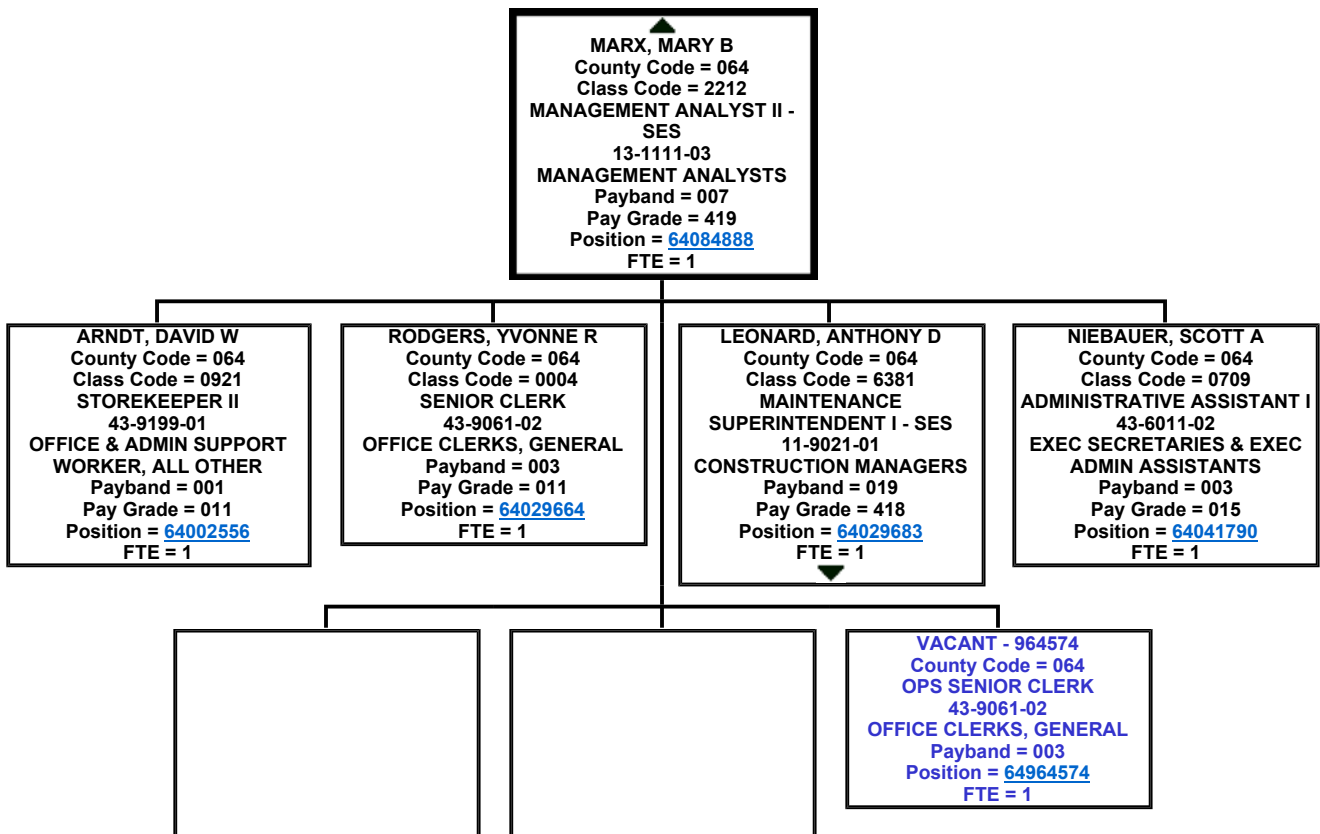 MARX, MARY B
County Code = 064
Class Code = 2212
MANAGEMENT ANALYST II -
SES
13-1111-03
MANAGEMENT ANALYSTS
Payband = 007
Pay Grade = 419
Position = 64084888
FTE = 1
ARNDT, DAVID W
County Code = 064
Class Code = 0921
STOREKEEPER II
43-9199-01
OFFICE & ADMIN SUPPORT
WORKER, ALL OTHER
Payband = 001
Pay Grade = 011
Position = 64002556
FTE = 1
RODGERS, YVONNE R
County Code = 064
Class Code = 0004
SENIOR CLERK
43-9061-02
OFFICE CLERKS, GENERAL
Payband = 003
Pay Grade = 011
Position = 64029664
FTE = 1
LEONARD, ANTHONY D
County Code = 064
Class Code = 6381
MAINTENANCE
SUPERINTENDENT I - SES
11-9021-01
CONSTRUCTION MANAGERS
Payband = 019
Pay Grade = 418
Position = 64029683
FTE = 1
NIEBAUER, SCOTT A
County Code = 064
Class Code = 0709
ADMINISTRATIVE ASSISTANT I
43-6011-02
EXEC SECRETARIES & EXEC
ADMIN ASSISTANTS
Payband = 003
Pay Grade = 015
Position = 64041790
FTE = 1
VACANT - 964574
County Code = 064
OPS SENIOR CLERK
43-9061-02
OFFICE CLERKS, GENERAL
Payband = 003
Position = 64964574
FTE = 1